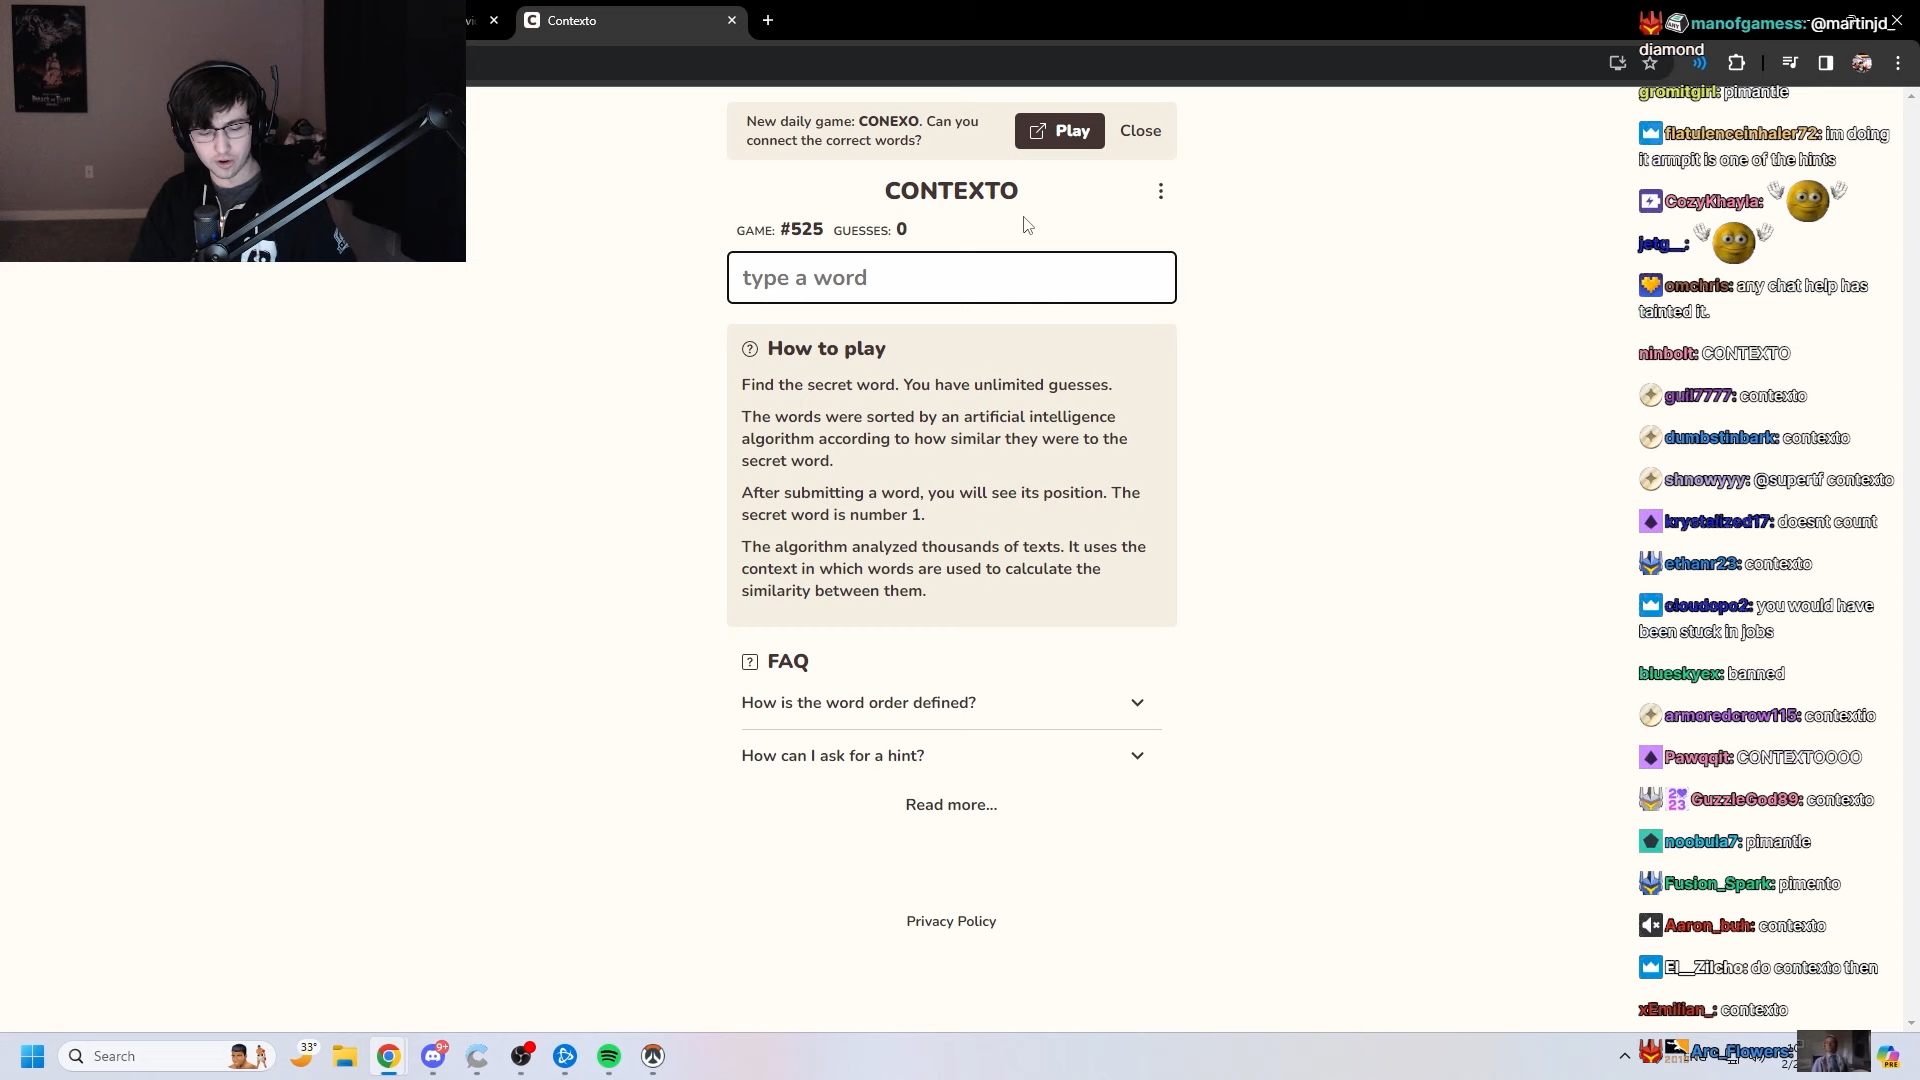 Contexto
New daily game: CONEXO. Can you
connect the correct words?
Play
Close
CONTEXTO
GAME: #525 GUESSES: 0
type a word
How to play
Find the secret word. You have unlimited guesses.
The words were sorted by an artificial intelligence
algorithm according to how similar they were to the
secret word.
After submitting a word, you will see its position. The
secret word is number 1.
The algorithm analyzed thousands of texts. It uses the
context in which words are used to calculate the
similarity between them.
FAQ
How is the word order defined?
How can I ask for a hint?
Read more...
Privacy Policy
manofgamess: @martinjd_
diamond
gromitgirl: pimantle
flatulenceinhaler72: im doing
it armpit is one of the hints
CozyKhayla:
jetg__:
omchris: any chat help has
tainted it.
ninbolt: CONTEXTO
guil7777: contexto
dumbstinbark: contexto
shnowyyy: @supertf contexto
krystalized17: doesnt count
ethanr23: contexto
cloudopo2: you would have
been stuck in jobs
blueskyex: banned
armoredcrow115: contextio
Pawqqit: CONTEXTOOOO
GuzzleGod89: contexto
noobula7: pimantle
Fusion_Spark: pimento
Aaron_buh: contexto
El__Zilcho: do contexto then
xEmilian_: contexto
Arc_Flowers:
Search
33°
9+
PRE